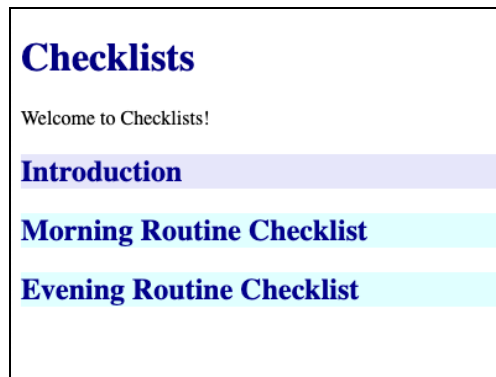 Checklists
Welcome to Checklists!
Introduction
Morning Routine Checklist
Evening Routine Checklist